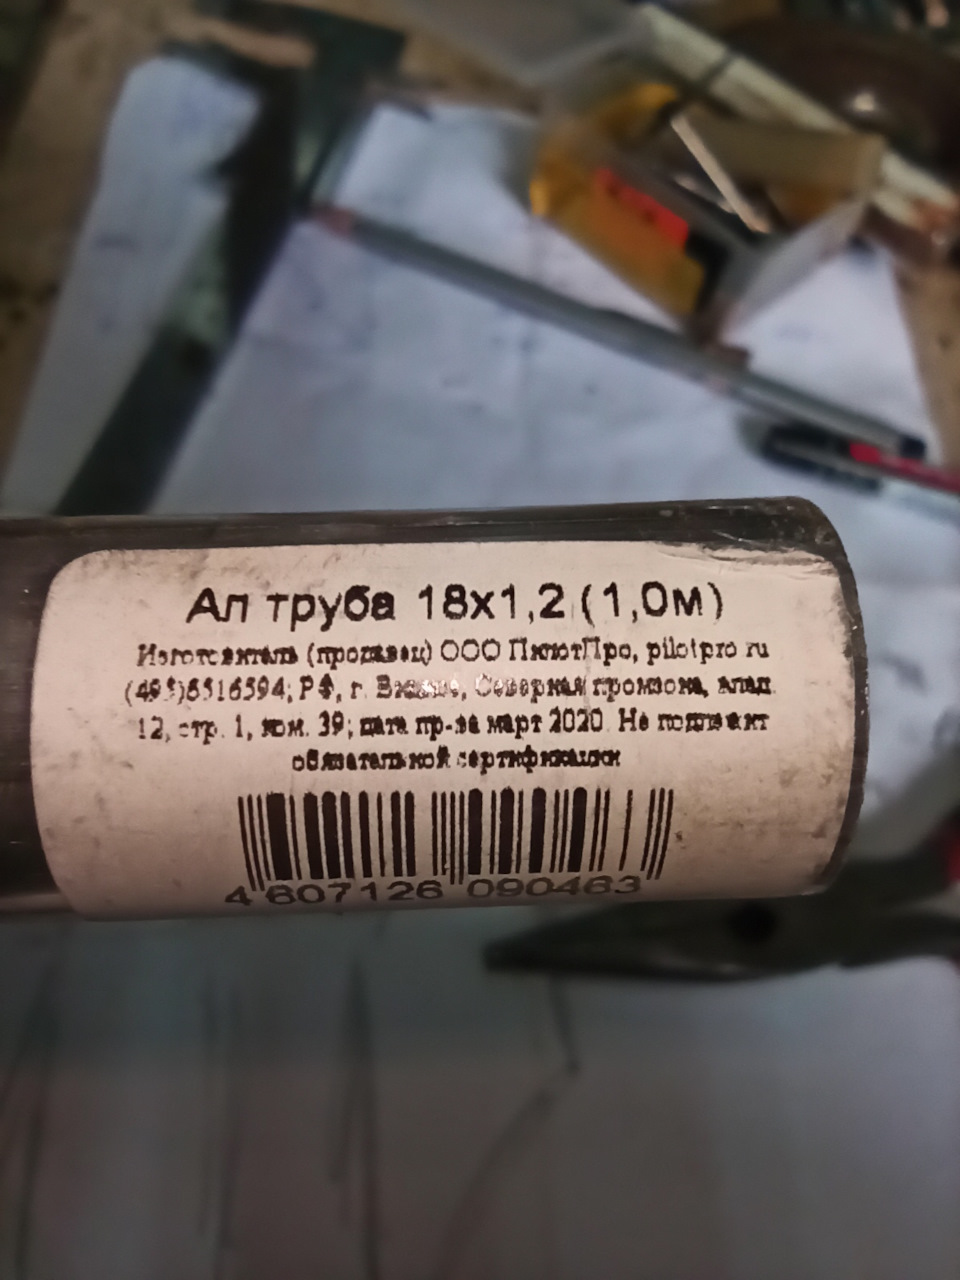 Ал труба 18x1,2 (1,0м)
Изготовитель (продавец) ООО ПилотПро, pilotpro ru
(495)6516594; РФ, г. Северная промзона, влад.
12, стр. 1, ком. 39; дата пр-ва март 2020. Не подлежит
обязательной сертификации
4 607126 090463